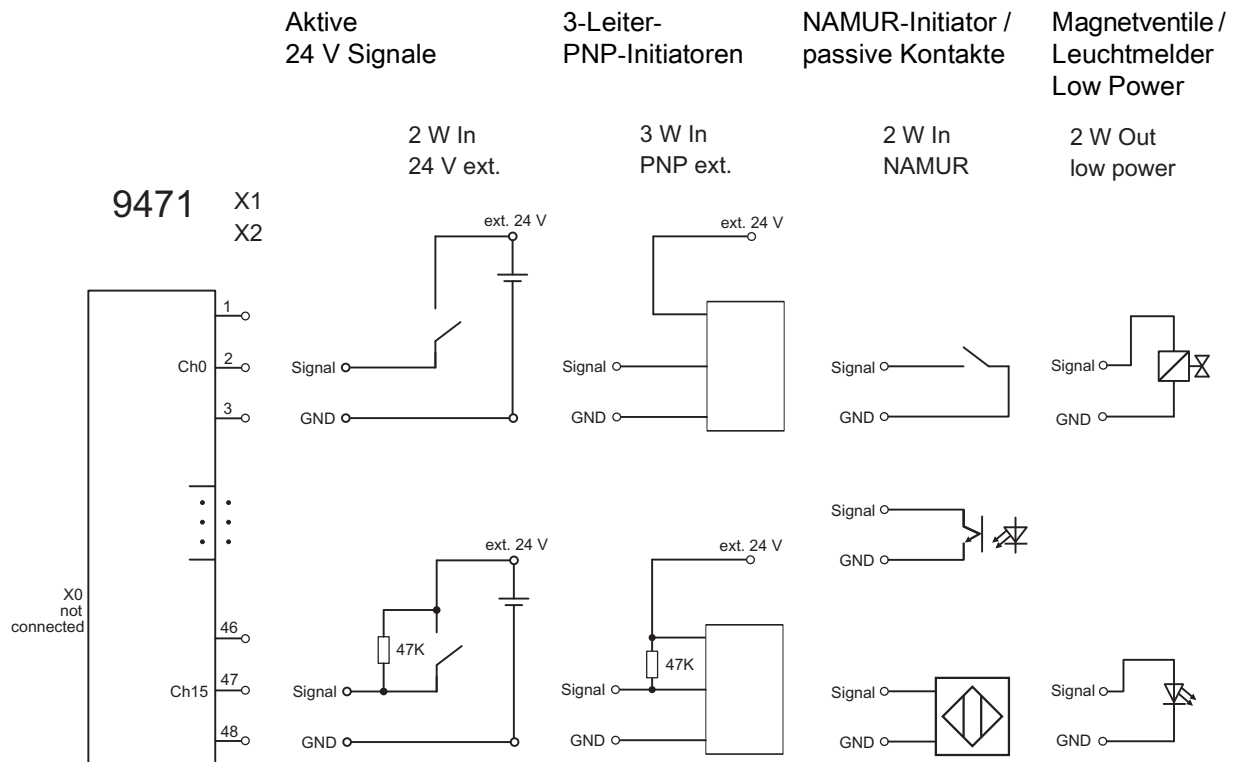 Aktive
24 V Signale
3-Leiter-
PNP-Initiatoren
NAMUR-Initiator /
passive Kontakte
Magnetventile /
Leuchtmelder
Low Power
2 W In
24 V ext.
3 W In
PNP ext.
2 W In
NAMUR
2 W Out
low power
9471
X1
X2
1
Ch0
2
3
X0
not
connected
46
Ch15
47
48
ext. 24 V
Signal
GND
ext. 24 V
Signal
GND
Signal
GND
Signal
GND
Signal
GND
ext. 24 V
47K
Signal
GND
ext. 24 V
47K
Signal
GND
Signal
GND
Signal
GND